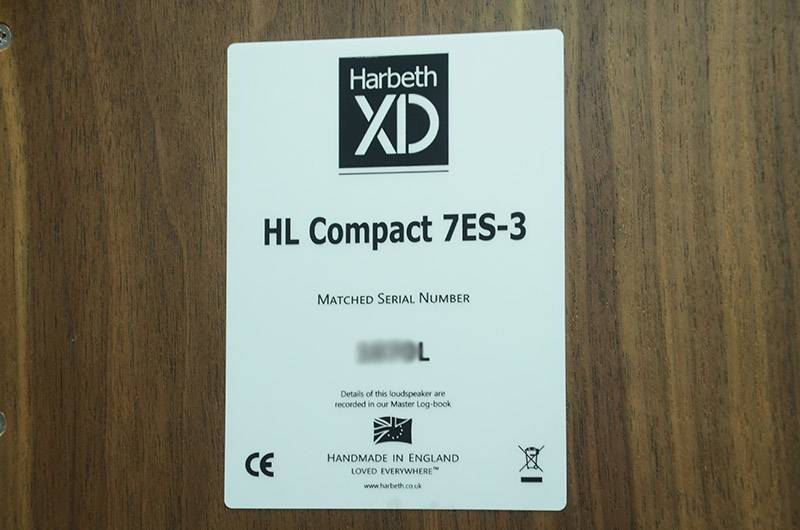 Harbeth
XD
HL Compact 7ES-3
MATCHED SERIAL NUMBER
L
Details of this loudspeaker are
recorded in our Master Log-book
HANDMADE IN ENGLAND
LOVED EVERYWHERE™
www.harbeth.co.uk
CE